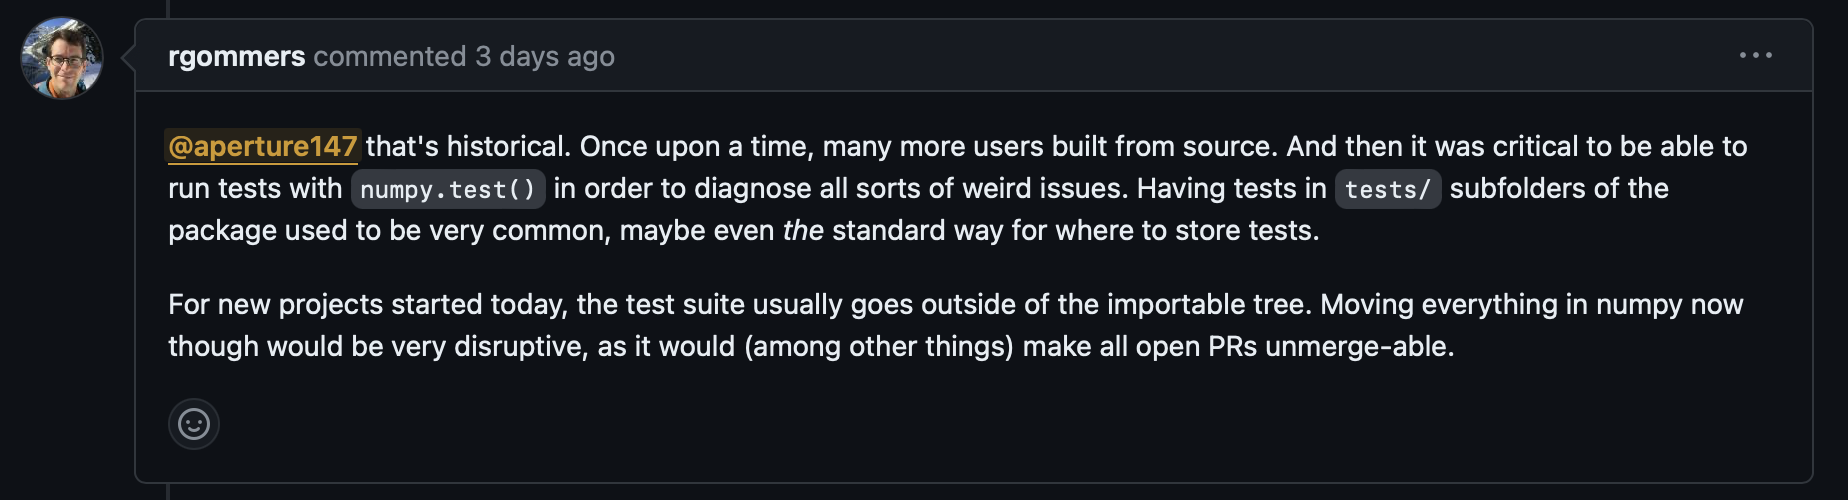 rgommers commented 3 days ago
@aperture147 that's historical. Once upon a time, many more users built from source. And then it was critical to be able to
run tests with numpy.test() in order to diagnose all sorts of weird issues. Having tests in tests/ subfolders of the
package used to be very common, maybe even the standard way for where to store tests.
For new projects started today, the test suite usually goes outside of the importable tree. Moving everything in numpy now
though would be very disruptive, as it would (among other things) make all open PRs unmerge-able.